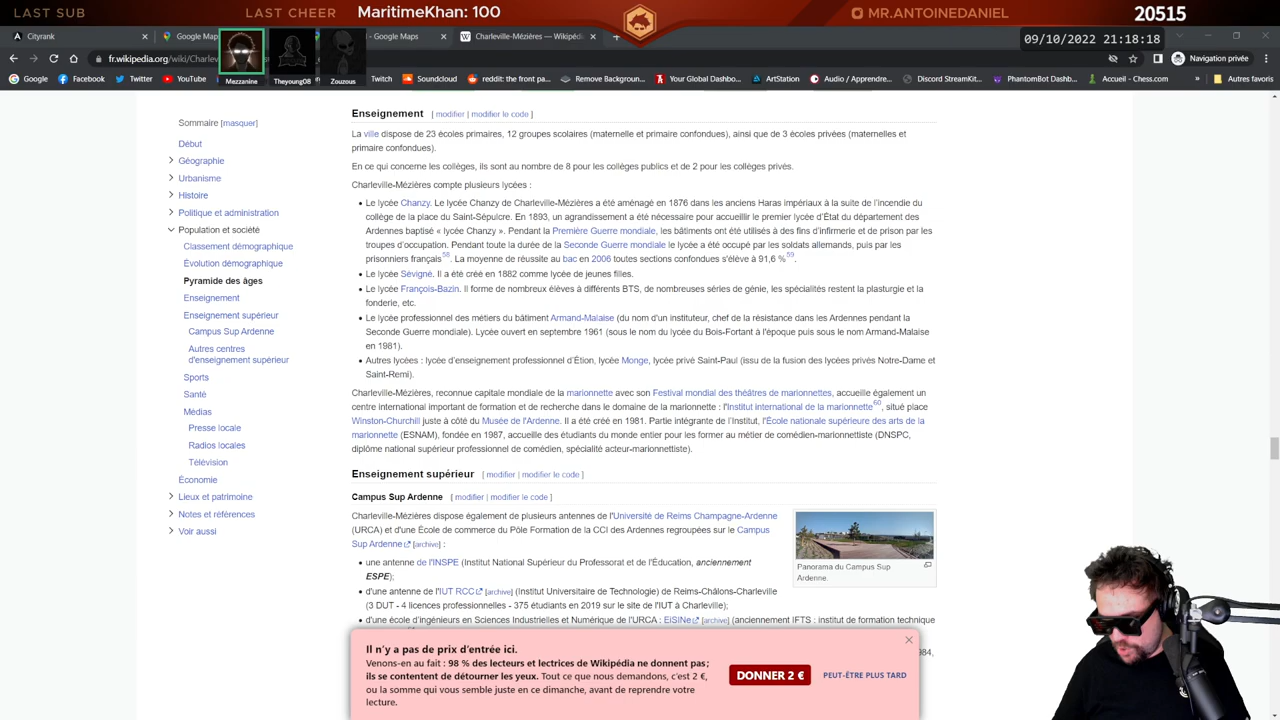 LAST SUB
LAST CHEER MaritimeKhan: 100
MR.ANTOINEDANIEL
20515
Cityrank
Google Maps
Google Maps
Charleville-Mézières — Wikipédi
09/10/2022 21:18:18
fr.wikipedia.org/wiki/Charlev
Navigation privée
Mezzanine
Theyoung08
Zouzous
Google
Facebook
Twitter
YouTube
Twitch
Soundcloud
reddit: the front pa...
Remove Background...
Your Global Dashbo...
ArtStation
Audio / Apprentice...
Discord StreamKit...
PhantomBot Dashb...
Accueil - Chess.com
Autres favoris
Sommaire [masquer]
Début
Géographie
Urbanisme
Histoire
Politique et administration
Population et société
Classement démographique
Évolution démographique
Pyramide des âges
Enseignement
Enseignement supérieur
Campus Sup Ardenne
Autres centres
d'enseignement supérieur
Sports
Santé
Médias
Presse locale
Radios locales
Télévision
Économie
Lieux et patrimoine
Notes et références
Voir aussi
Enseignement [ modifier | modifier le code ]
La ville dispose de 23 écoles primaires, 12 groupes scolaires (maternelle et primaire confondues), ainsi que de 3 écoles privées (maternelles et
primaire confondues).
En ce qui concerne les collèges, ils sont au nombre de 8 pour les collèges publics et de 2 pour les collèges privés.
Charleville-Mézières compte plusieurs lycées :
• Le lycée Chanzy. Le lycée Chanzy de Charleville-Mézières a été aménagé en 1876 dans les anciens Haras impériaux à la suite de l'incendie du
collège de la place du Saint-Sépulcre. En 1893, un agrandissement a été nécessaire pour accueillir le premier lycée d'État du département des
Ardennes baptisé « lycée Chanzy ». Pendant la Première Guerre mondiale, les bâtiments ont été utilisés à des fins d'infirmerie et de prison par les
troupes d'occupation. Pendant toute la durée de la Seconde Guerre mondiale le lycée a été occupé par les soldats allemands, puis par les
prisonniers français58. La moyenne de réussite au bac en 2006 toutes sections confondues s'élève à 91,6 %59.
• Le lycée Sévigné. Il a été créé en 1882 comme lycée de jeunes filles.
• Le lycée François-Bazin. Il forme de nombreux élèves à différents BTS, de nombreuses séries de génie, les spécialités restent la plasturgie et la
fonderie, etc.
• Le lycée professionnel des métiers du bâtiment Armand-Malaise (du nom d'un instituteur, chef de la résistance dans les Ardennes pendant la
Seconde Guerre mondiale). Lycée ouvert en septembre 1961 (sous le nom du lycée du Bois-Fortant à l'époque puis sous le nom Armand-Malaise
en 1981).
• Autres lycées : lycée d'enseignement professionnel d'Étion, lycée Monge, lycée privé Saint-Paul (issu de la fusion des lycées privés Notre-Dame et
Saint-Remi).
Charleville-Mézières, reconnue capitale mondiale de la marionnette avec son Festival mondial des théâtres de marionnettes, accueille également un
centre international important de formation et de recherche dans le domaine de la marionnette : l'Institut international de la marionnette60, situé place
Winston-Churchill juste à côté du Musée de l'Ardenne. Il a été créé en 1981. Partie intégrante de l'Institut, l'École nationale supérieure des arts de la
marionnette (ESNAM), fondée en 1987, accueille des étudiants du monde entier pour les former au métier de comédien-marionnettiste (DNSPC,
diplôme national supérieur professionnel de comédien, spécialité acteur-marionnettiste).
Enseignement supérieur [ modifier | modifier le code ]
Campus Sup Ardenne [ modifier | modifier le code ]
Charleville-Mézières dispose également de plusieurs antennes de l'Université de Reims Champagne-Ardenne
(URCA) et d'une École de commerce du Pôle Formation de la CCI des Ardennes regroupées sur le Campus
Sup Ardenne [archive] :
• une antenne de l'INSPE (Institut National Supérieur du Professorat et de l'Éducation, anciennement
ESPE);
• d'une antenne de l'IUT RCC [archive] (Institut Universitaire de Technologie) de Reims-Châlons-Charleville
(3 DUT - 4 licences professionnelles - 375 étudiants en 2019 sur le site de l'IUT à Charleville);
• d'une école d'ingénieurs en Sciences Industrielles et Numérique de l'URCA : EiSINe [archive] (anciennement IFTS : institut de formation technique
984,
Panorama du Campus Sup
Ardenne.
Il n'y a pas de prix d'entrée ici.
Venons-en au fait : 98 % des lecteurs et lectrices de Wikipédia ne donnent pas;
ils se contentent de détourner les yeux. Tout ce que nous demandons, c'est 2 €,
ou la somme qui vous semble juste en ce dimanche, avant de reprendre votre
lecture.
DONNER 2 €
PEUT-ÊTRE PLUS TARD